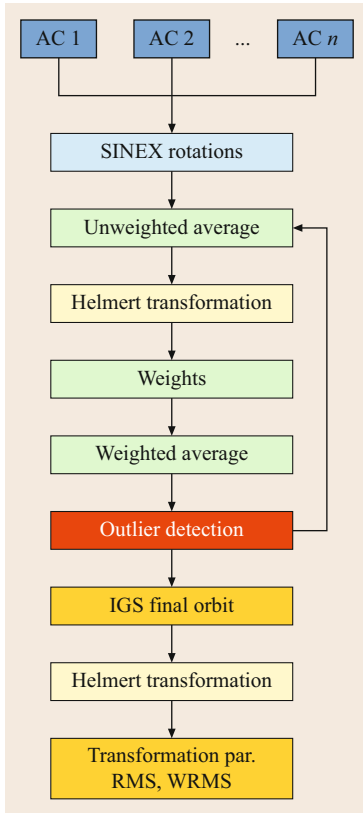 AC 1 AC 2 ... AC n
SINEX rotations
Unweighted average
Helmert transformation
Weights
Weighted average
Outlier detection
IGS final orbit
Helmert transformation
Transformation par.
RMS, WRMS